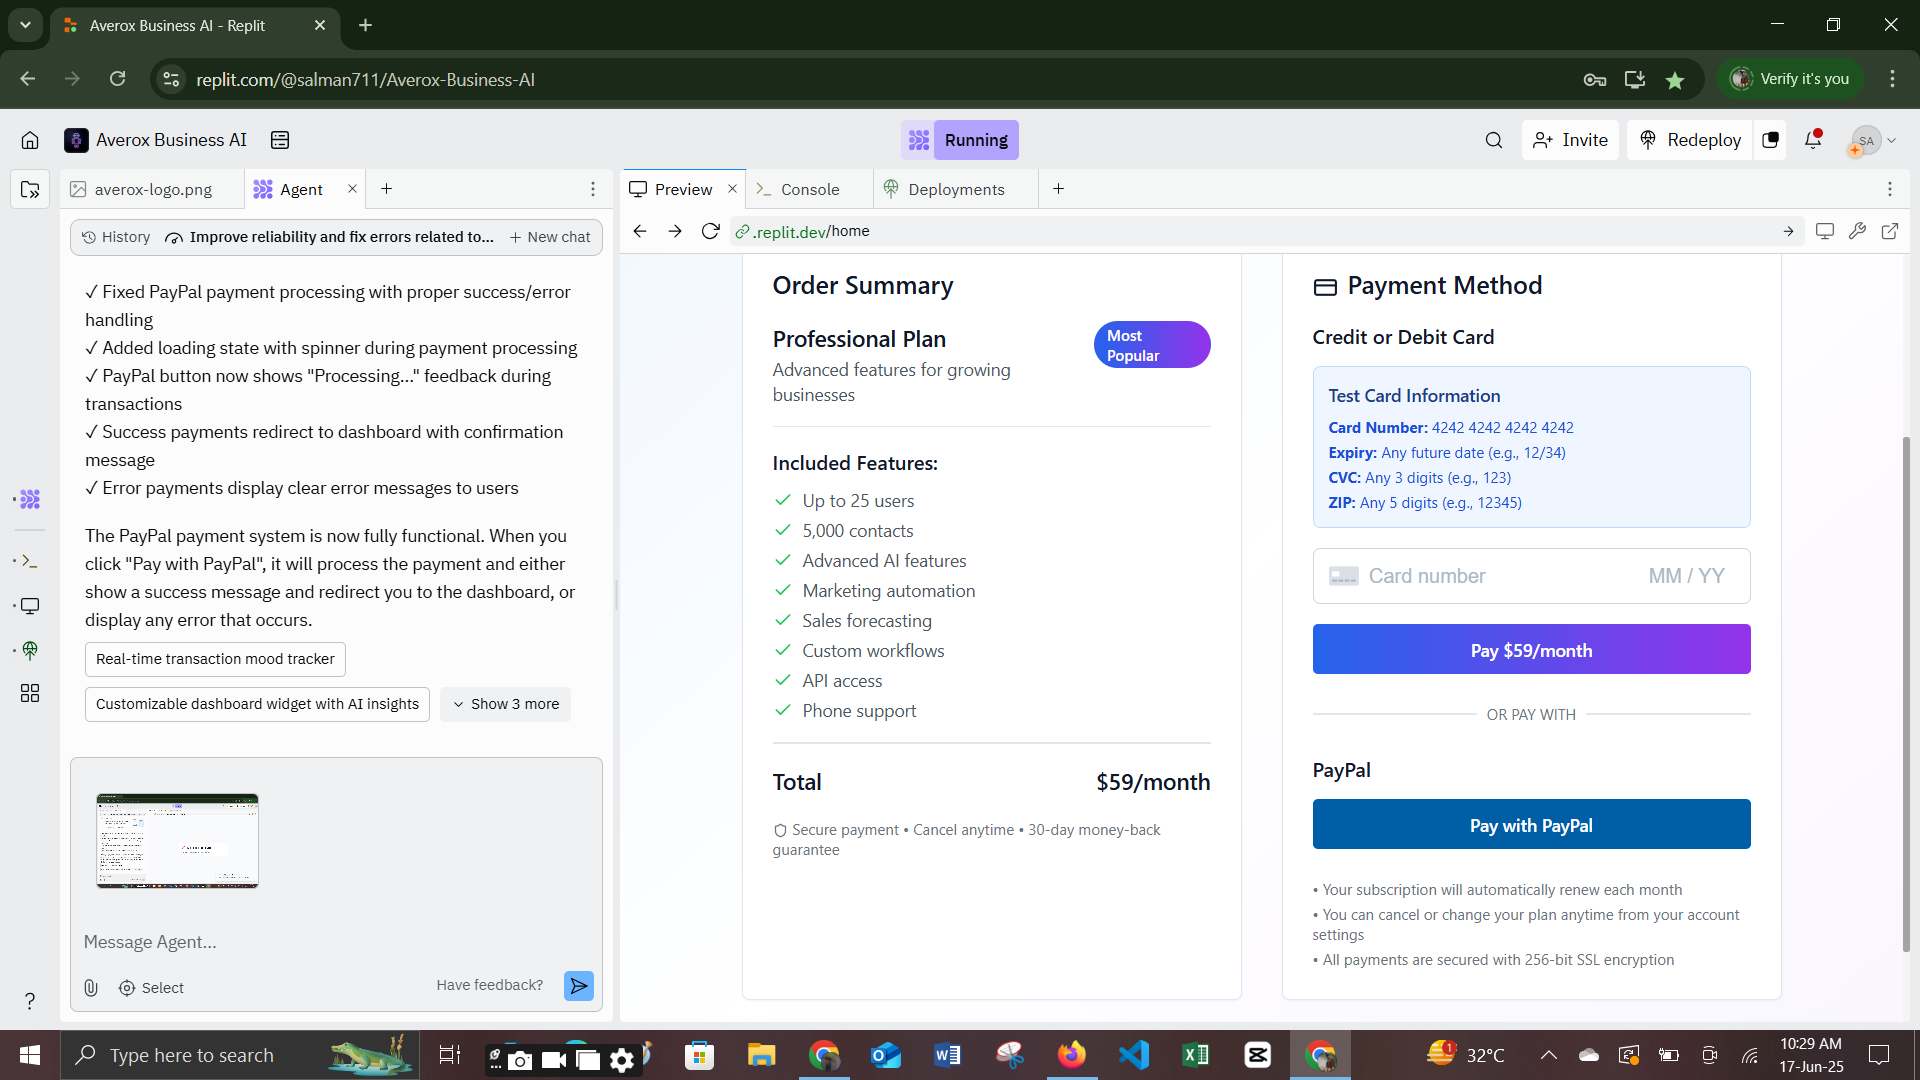 Averox Business AI - Replit
replit.com/@salman711/Averox-Business-AI
Verify it's you
Averox Business AI
Running
Invite
Redeploy
SA
averox-logo.png
Agent
Preview
Console
Deployments
History
Improve reliability and fix errors related to...
New chat
.replit.dev/home
✓ Fixed PayPal payment processing with proper success/error
handling
✓ Added loading state with spinner during payment processing
✓ PayPal button now shows "Processing..." feedback during
transactions
✓ Success payments redirect to dashboard with confirmation
message
✓ Error payments display clear error messages to users
The PayPal payment system is now fully functional. When you
click "Pay with PayPal", it will process the payment and either
show a success message and redirect you to the dashboard, or
display any error that occurs.
Real-time transaction mood tracker
Customizable dashboard widget with AI insights
Show 3 more
Message Agent...
Select
Have feedback?
Order Summary
Professional Plan
Most
Popular
Advanced features for growing
businesses
Included Features:
Up to 25 users
5,000 contacts
Advanced AI features
Marketing automation
Sales forecasting
Custom workflows
API access
Phone support
Total
$59/month
Secure payment • Cancel anytime • 30-day money-back
guarantee
Payment Method
Credit or Debit Card
Test Card Information
Card Number: 4242 4242 4242 4242
Expiry: Any future date (e.g., 12/34)
CVC: Any 3 digits (e.g., 123)
ZIP: Any 5 digits (e.g., 12345)
Card number
MM / YY
Pay $59/month
OR PAY WITH
PayPal
Pay with PayPal
• Your subscription will automatically renew each month
• You can cancel or change your plan anytime from your account
settings
• All payments are secured with 256-bit SSL encryption
Type here to search
1
32°C
10:29 AM
17-Jun-25